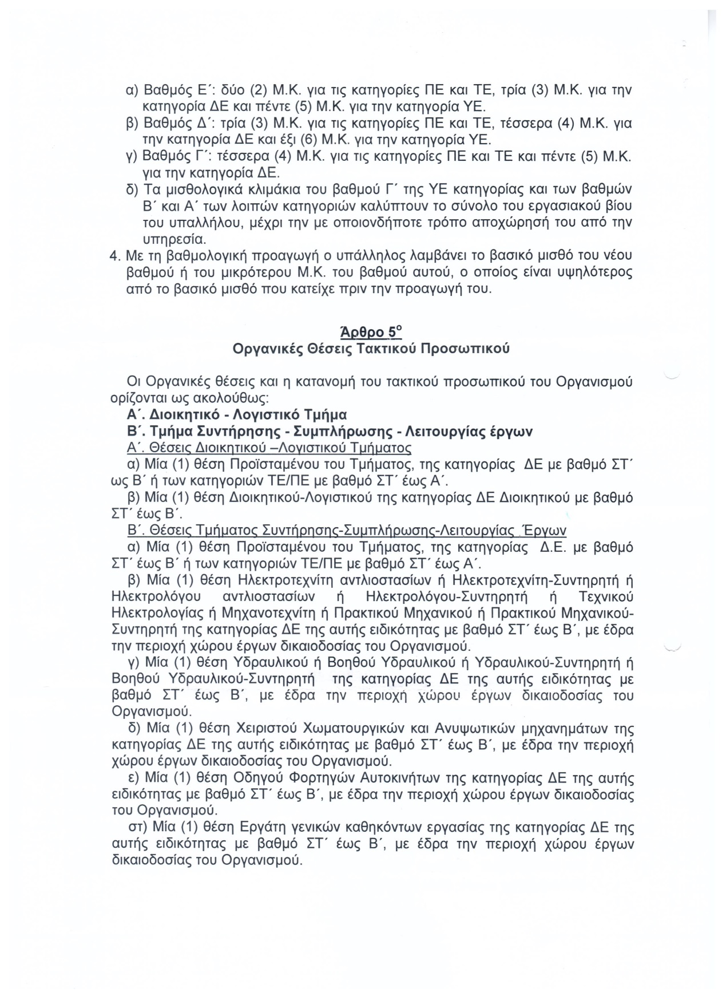 α) Βαθμός Ε΄: δύο (2) Μ.Κ. για τις κατηγορίες ΠΕ και ΤΕ, τρία (3) Μ.Κ. για την
κατηγορία ΔΕ και πέντε (5) Μ.Κ. για την κατηγορία ΥΕ.
β) Βαθμός Δ΄: τρία (3) Μ.Κ. για τις κατηγορίες ΠΕ και ΤΕ, τέσσερα (4) Μ.Κ. για
την κατηγορία ΔΕ και έξι (6) Μ.Κ. για την κατηγορία ΥΕ.
γ) Βαθμός Γ΄: τέσσερα (4) Μ.Κ. για τις κατηγορίες ΠΕ και ΤΕ και πέντε (5) Μ.Κ.
για την κατηγορία ΔΕ.
δ) Τα μισθολογικά κλιμάκια του βαθμού Γ΄ της ΥΕ κατηγορίας και των βαθμών
Β΄ και Α΄ των λοιπών κατηγοριών καλύπτουν το σύνολο του εργασιακού βίου
του υπαλλήλου, μέχρι την με οποιονδήποτε τρόπο αποχώρησή του από την
υπηρεσία.
4. Με τη βαθμολογική προαγωγή ο υπάλληλος λαμβάνει το βασικό μισθό του νέου
βαθμού ή του μικρότερου Μ.Κ. του βαθμού αυτού, ο οποίος είναι υψηλότερος
από το βασικό μισθό που κατείχε πριν την προαγωγή του.
Άρθρο 5ο
Οργανικές Θέσεις Τακτικού Προσωπικού
Οι Οργανικές θέσεις και η κατανομή του τακτικού προσωπικού του Οργανισμού
ορίζονται ως ακολούθως:
Α΄. Διοικητικό - Λογιστικό Τμήμα
Β΄. Τμήμα Συντήρησης - Συμπλήρωσης - Λειτουργίας έργων
Α΄. Θέσεις Διοικητικού –Λογιστικού Τμήματος
α) Μία (1) θέση Προϊσταμένου του Τμήματος, της κατηγορίας ΔΕ με βαθμό ΣΤ΄
ως Β΄ ή των κατηγοριών ΤΕ/ΠΕ με βαθμό ΣΤ΄ έως Α΄.
β) Μία (1) θέση Διοικητικού-Λογιστικού της κατηγορίας ΔΕ Διοικητικού με βαθμό
ΣΤ΄ έως Β΄.
Β΄. Θέσεις Τμήματος Συντήρησης-Συμπλήρωσης-Λειτουργίας Έργων
α) Μία (1) θέση Προϊσταμένου του Τμήματος, της κατηγορίας Δ.Ε. με βαθμό
ΣΤ΄ έως Β΄ ή των κατηγοριών ΤΕ/ΠΕ με βαθμό ΣΤ΄ έως Α΄.
β) Μία (1) θέση Ηλεκτροτεχνίτη αντλιοστασίων ή Ηλεκτροτεχνίτη-Συντηρητή ή
Ηλεκτρολόγου αντλιοστασίων ή Ηλεκτρολόγου-Συντηρητή ή Τεχνικού
Ηλεκτρολογίας ή Μηχανοτεχνίτη ή Πρακτικού Μηχανικού ή Πρακτικού Μηχανικού-
Συντηρητή της κατηγορίας ΔΕ της αυτής ειδικότητας με βαθμό ΣΤ΄ έως Β΄, με έδρα
την περιοχή χώρου έργων δικαιοδοσίας του Οργανισμού.
γ) Μία (1) θέση Υδραυλικού ή Βοηθού Υδραυλικού ή Υδραυλικού-Συντηρητή ή
Βοηθού Υδραυλικού-Συντηρητή της κατηγορίας ΔΕ της αυτής ειδικότητας με
βαθμό ΣΤ΄ έως Β΄, με έδρα την περιοχή χώρου έργων δικαιοδοσίας του
Οργανισμού.
δ) Μία (1) θέση Χειριστού Χωματουργικών και Ανυψωτικών μηχανημάτων της
κατηγορίας ΔΕ της αυτής ειδικότητας με βαθμό ΣΤ΄ έως Β΄, με έδρα την περιοχή
χώρου έργων δικαιοδοσίας του Οργανισμού.
ε) Μία (1) θέση Οδηγού Φορτηγών Αυτοκινήτων της κατηγορίας ΔΕ της αυτής
ειδικότητας με βαθμό ΣΤ΄ έως Β΄, με έδρα την περιοχή χώρου έργων δικαιοδοσίας
του Οργανισμού.
στ) Μία (1) θέση Εργάτη γενικών καθηκόντων εργασίας της κατηγορίας ΔΕ της
αυτής ειδικότητας με βαθμό ΣΤ΄ έως Β΄, με έδρα την περιοχή χώρου έργων
δικαιοδοσίας του Οργανισμού.